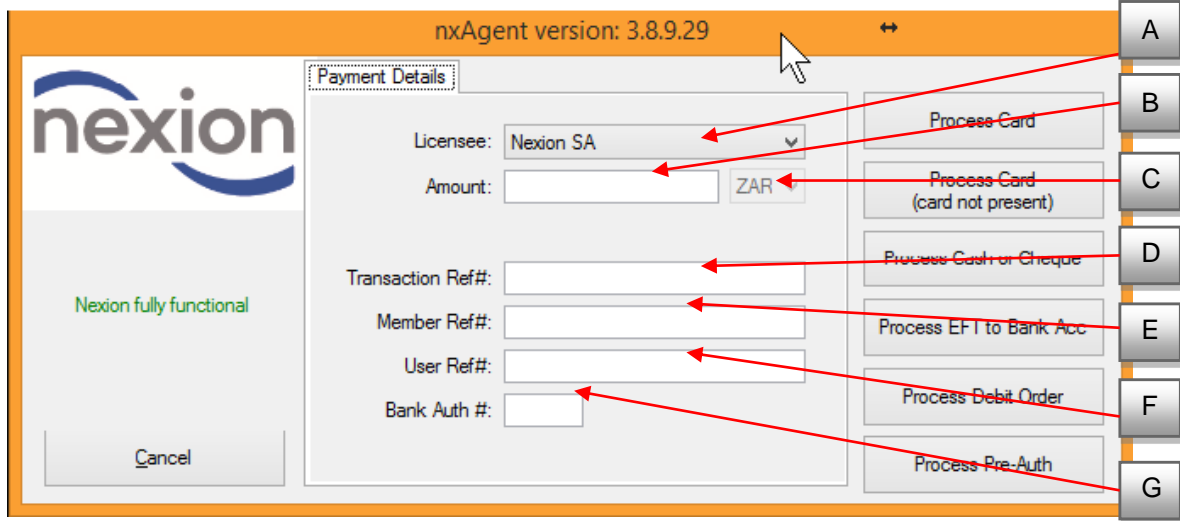 nxAgent version: 3.8.9.29
A
nexion
Payment Details
Licensee: Nexion SA
Process Card
B
Amount: ZAR
Process Card
(card not present)
C
Transaction Ref#:
Process Cash or Cheque
D
Nexion fully functional
Member Ref#:
Process EFT to Bank Acc
E
User Ref#:
Bank Auth #:
Process Debit Order
F
Cancel
Process Pre-Auth
G